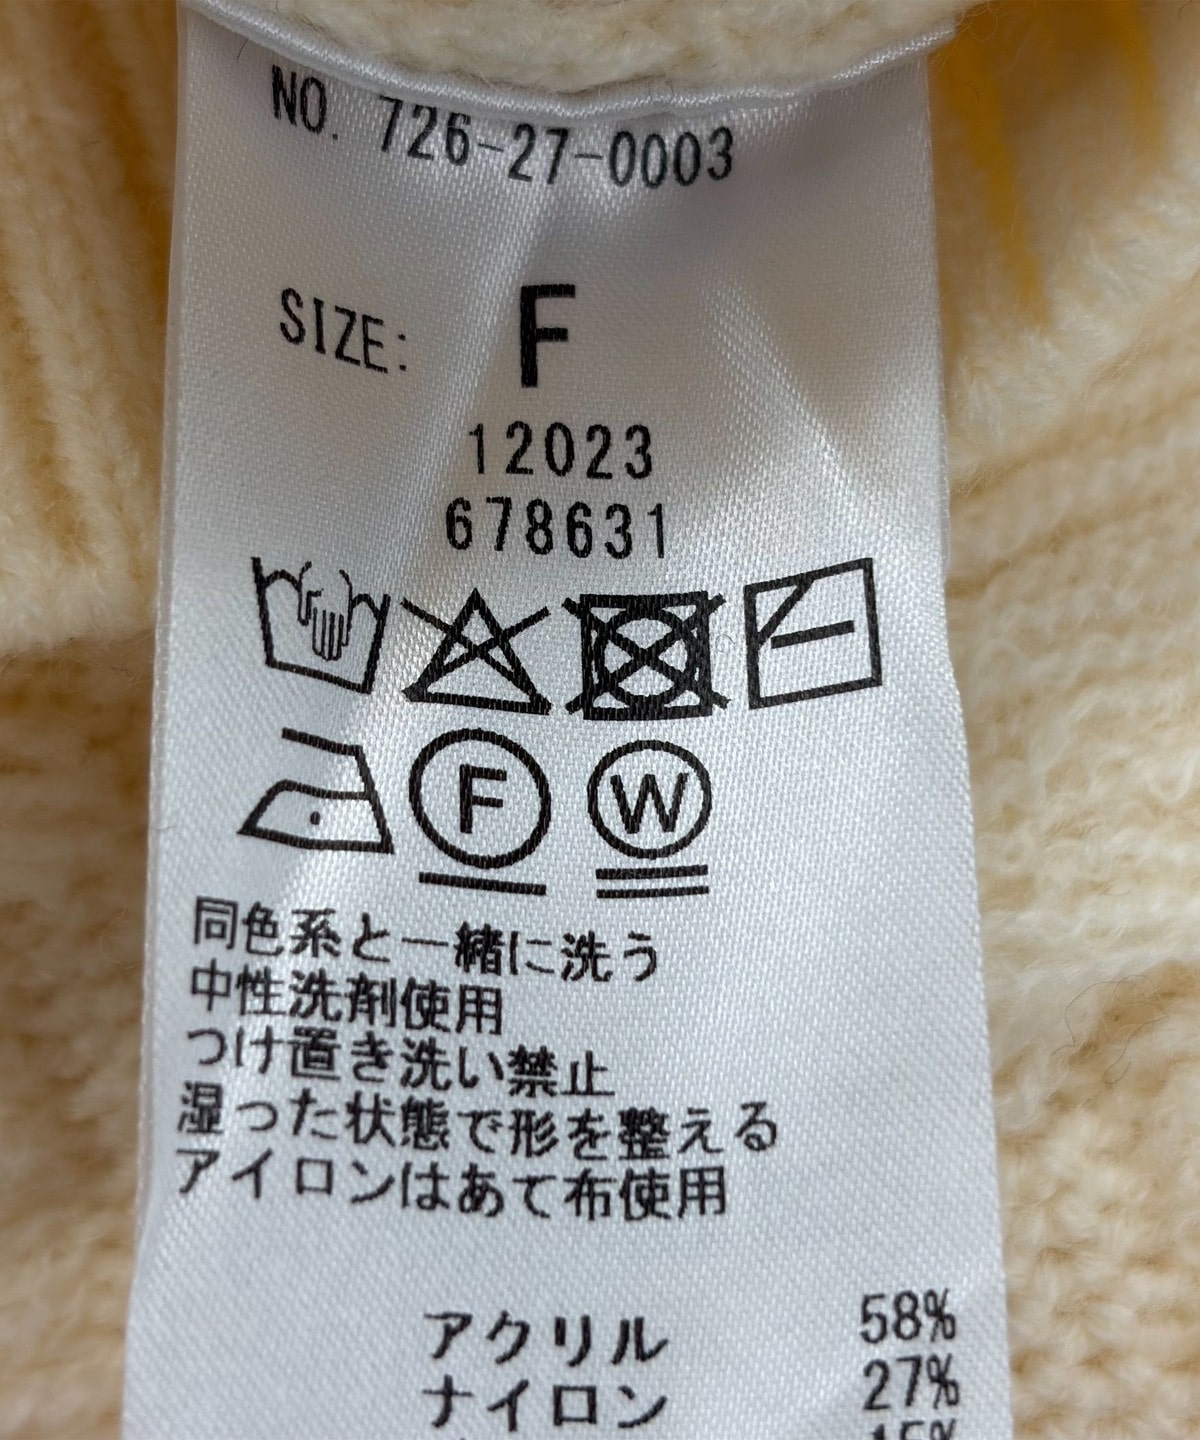 NO. 726-27-0003
SIZE: F
12023
678631
F W
同色系と一緒に洗う
中性洗剤使用
つけ置き洗い禁止
湿った状態で形を整える
アイロンはあて布使用
アクリル 58%
ナイロン 27%